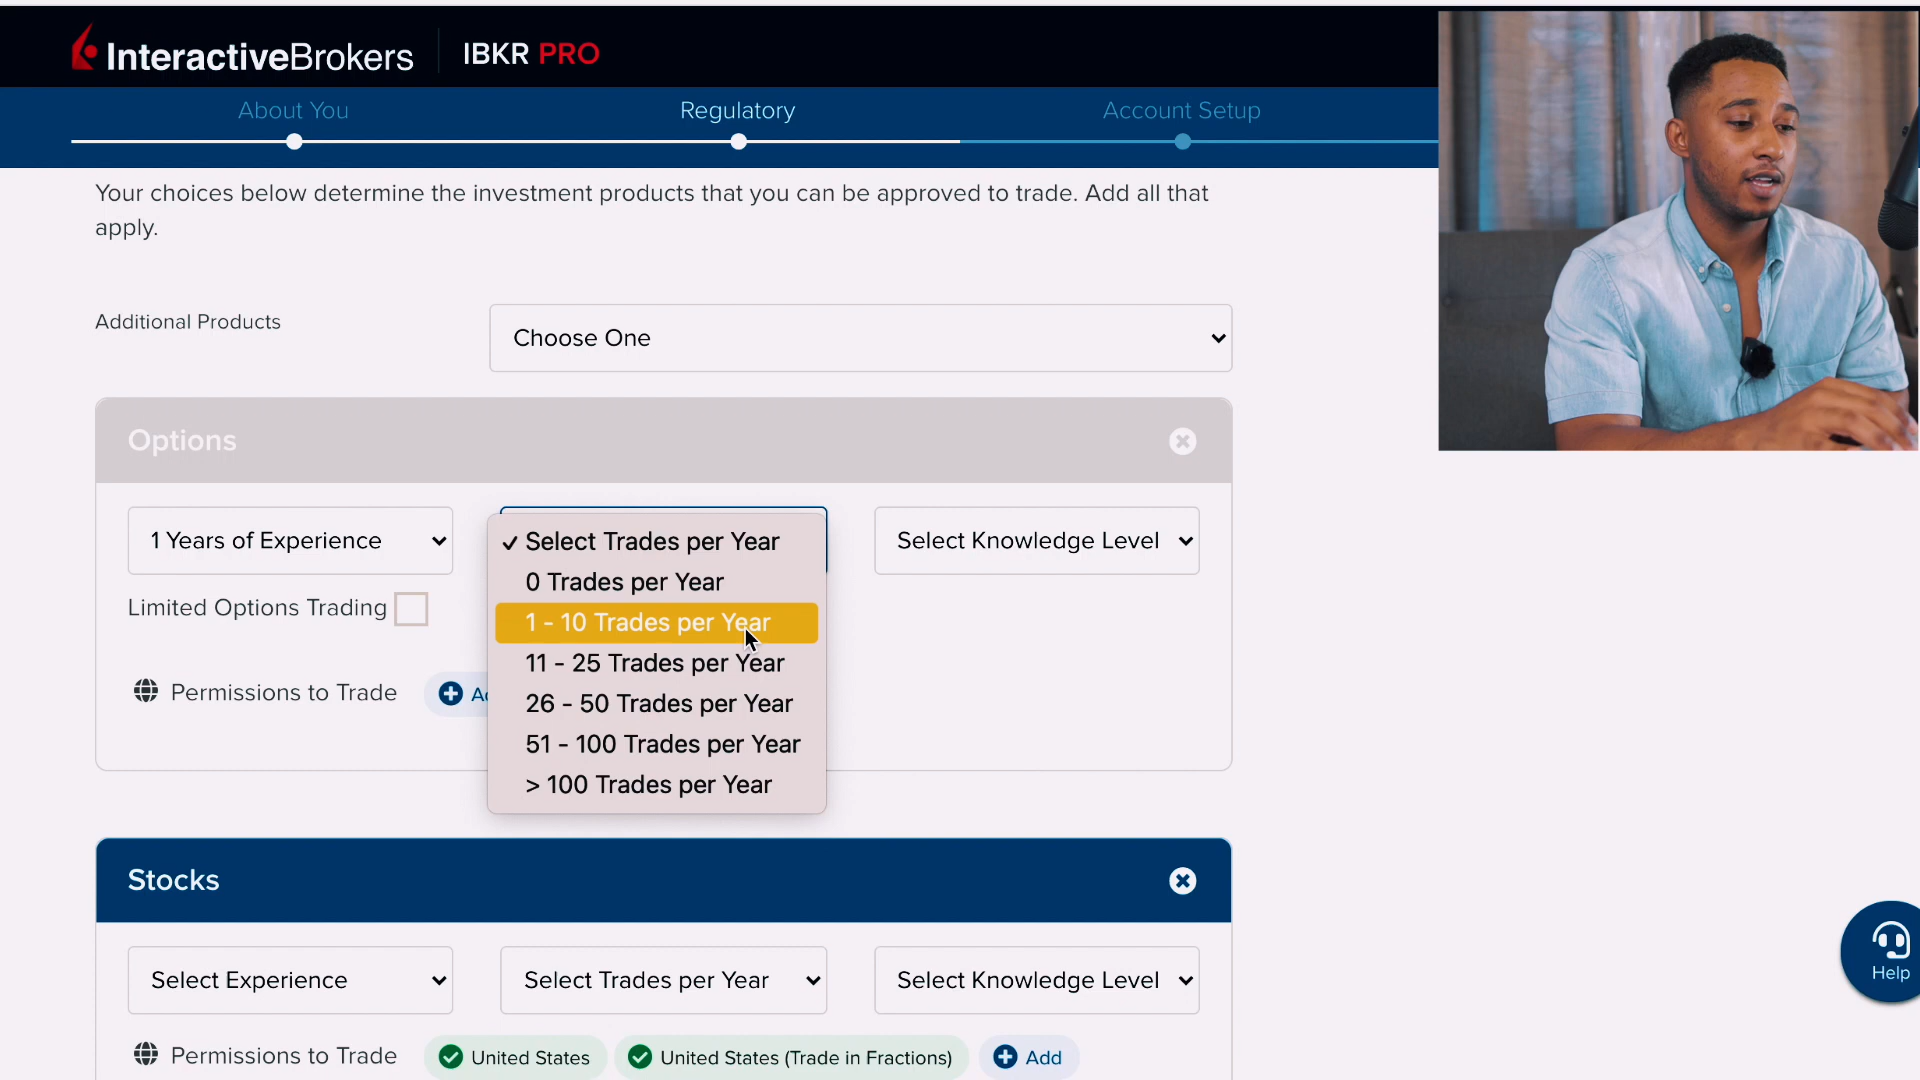 InteractiveBrokers
IBKR PRO
About You
Regulatory
Account Setup
Your choices below determine the investment products that you can be approved to trade. Add all that
apply.
Additional Products
Choose One
Options
1 Years of Experience
✓ Select Trades per Year
Select Knowledge Level
0 Trades per Year
Limited Options Trading
1 - 10 Trades per Year
11 - 25 Trades per Year
Permissions to Trade
26 - 50 Trades per Year
51 - 100 Trades per Year
> 100 Trades per Year
Stocks
Select Experience
Select Trades per Year
Select Knowledge Level
Permissions to Trade
United States
United States (Trade in Fractions)
Add
Help